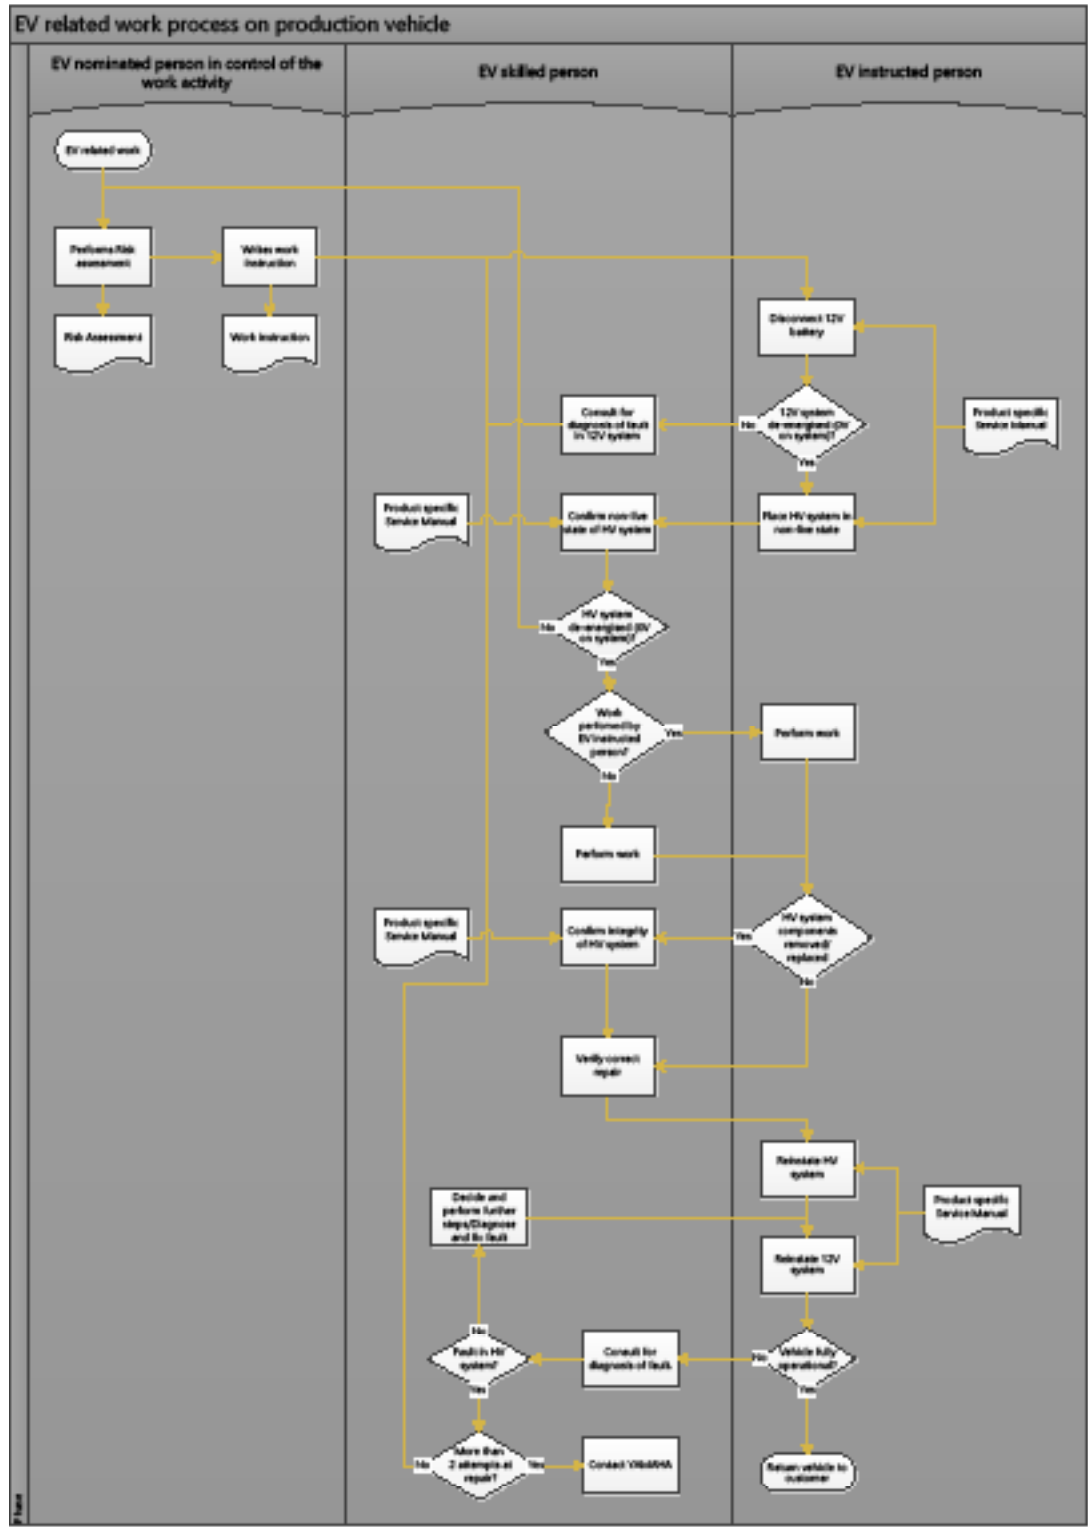 EV related work process on production vehicle
EV nominated person in control of the
work activity
EV skilled person
EV instructed person
EV related work
Performs Risk
assessment
Writes work
instruction
Risk Assessment
Work instruction
Disconnect 12V
battery
12V system
de-energized (0V
on system)?
No
Yes
Consult for
diagnosis of fault
in 12V system
Product specific
Service Manual
Product specific
Service Manual
Confirm non-live
state of HV system
Place HV system in
non-live state
HV system
de-energized (0V
on system)?
No
Yes
Work
performed by
EV instructed
person?
Yes
No
Perform work
Perform work
Product specific
Service Manual
Confirm integrity
of HV system
Yes
HV system
components
removed/
replaced
No
Verify correct
repair
Reinstate HV
system
Decide and
perform further
steps/Diagnose
and fix fault
Product specific
Service Manual
Reinstate 12V
system
No
Fault in HV
system?
Yes
Consult for
diagnosis of fault.
No
Vehicle fully
operational?
Yes
No
More than
2 attempts at
repair?
Yes
Contact YAMAHA
Return vehicle to
customer
Phase